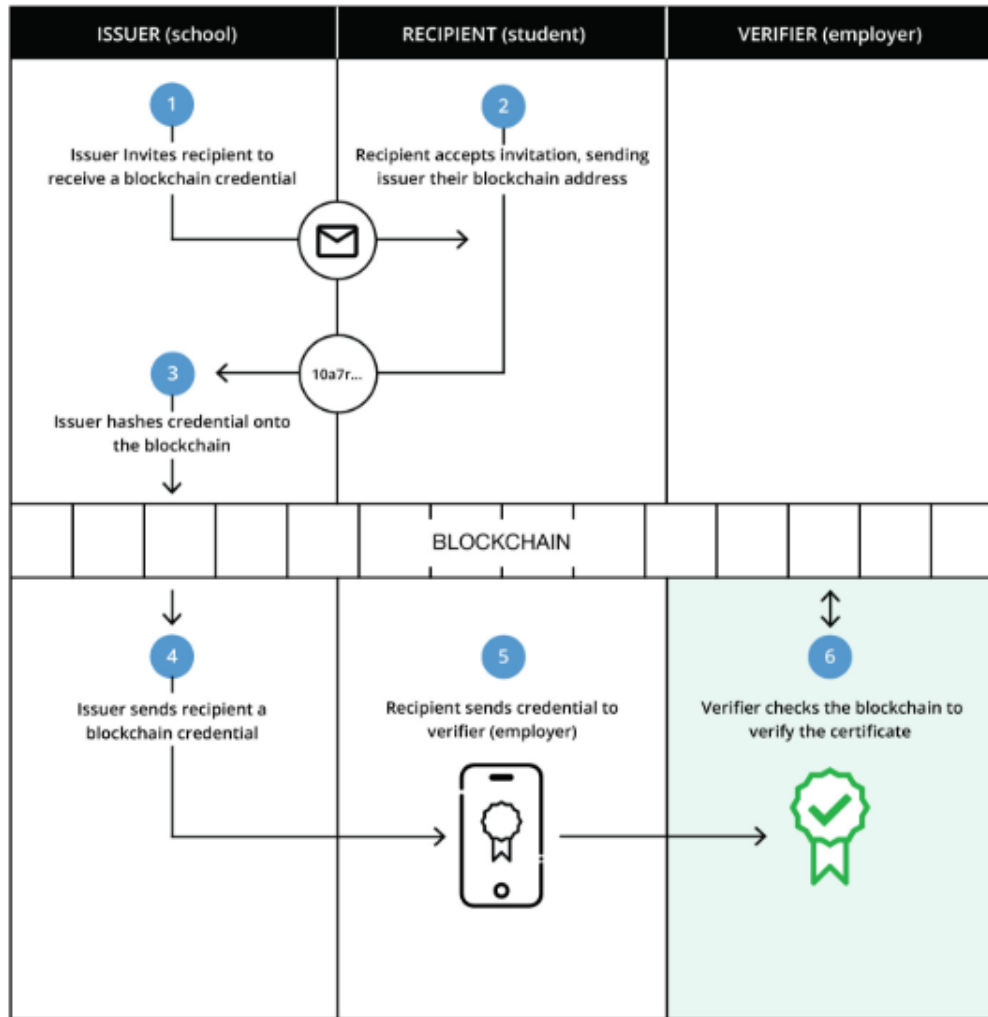 ISSUER (school)
RECIPIENT (student)
VERIFIER (employer)
1
Issuer Invites recipient to
receive a blockchain credential
2
Recipient accepts invitation, sending
issuer their blockchain address
10a7r...
3
Issuer hashes credential onto
the blockchain
BLOCKCHAIN
4
Issuer sends recipient a
blockchain credential
5
Recipient sends credential to
verifier (employer)
6
Verifier checks the blockchain to
verify the certificate